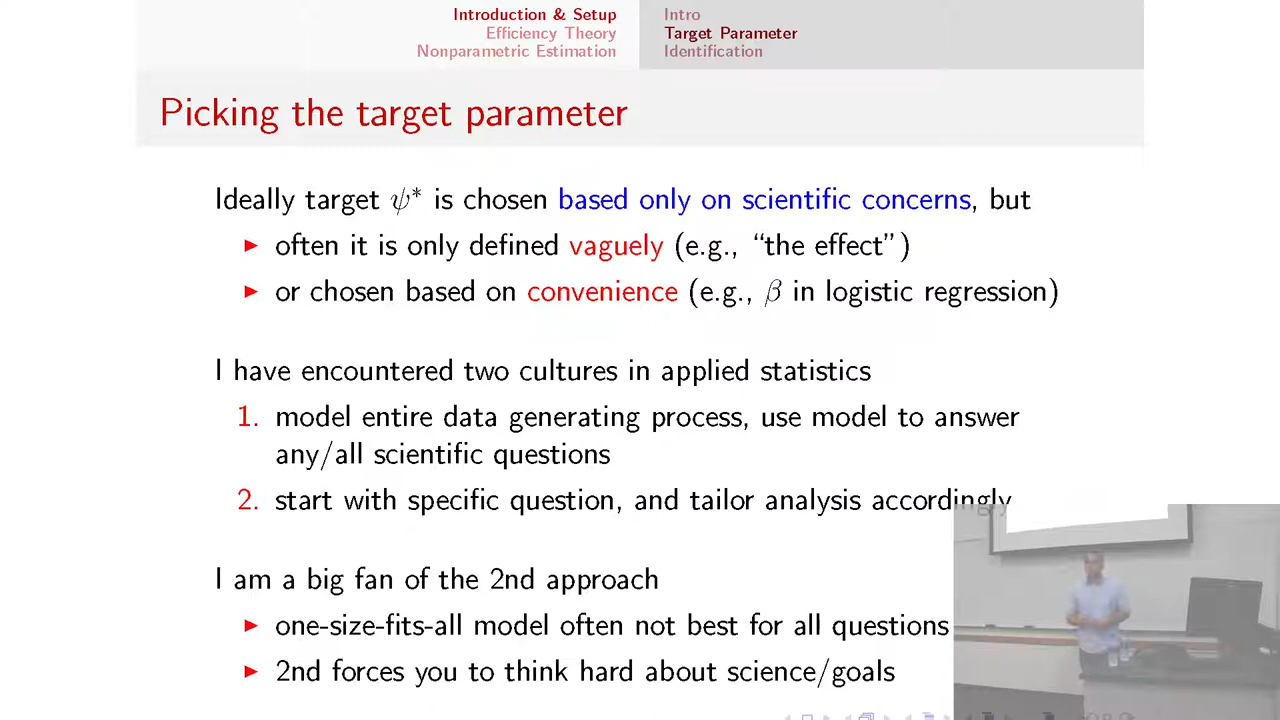 Introduction & Setup
Efficiency Theory
Nonparametric Estimation
Intro
Target Parameter
Identification
Picking the target parameter
Ideally target ψ* is chosen based only on scientific concerns, but
► often it is only defined vaguely (e.g., “the effect”)
► or chosen based on convenience (e.g., β in logistic regression)
I have encountered two cultures in applied statistics
1. model entire data generating process, use model to answer
any/all scientific questions
2. start with specific question, and tailor analysis accordingly
I am a big fan of the 2nd approach
► one-size-fits-all model often not best for all questions
► 2nd forces you to think hard about science/goals